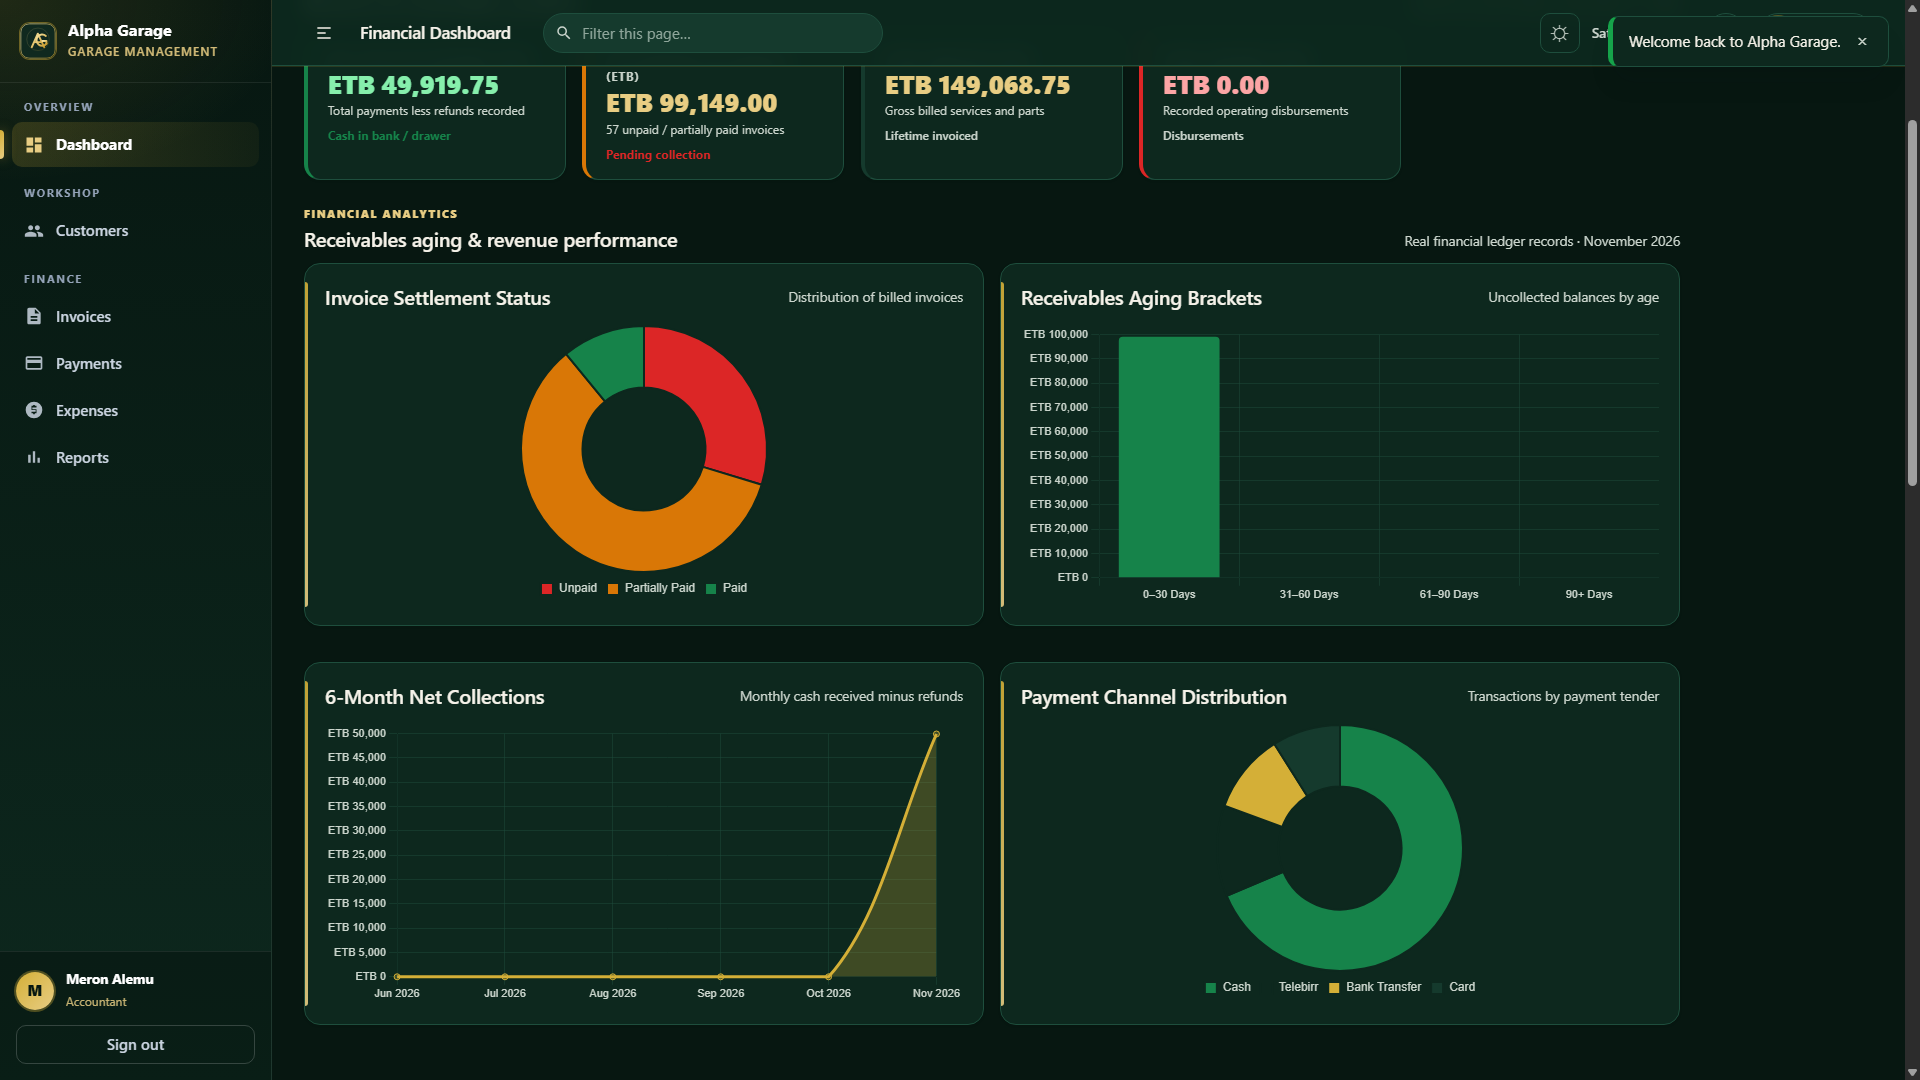 Alpha Garage
GARAGE MANAGEMENT
OVERVIEW
Dashboard
WORKSHOP
Customers
FINANCE
Invoices
Payments
Expenses
Reports
M
Meron Alemu
Accountant
Sign out
Financial Dashboard
Filter this page...
Welcome back to Alpha Garage.
ETB 49,919.75
Total payments less refunds recorded
Cash in bank / drawer
(ETB)
ETB 99,149.00
57 unpaid / partially paid invoices
Pending collection
ETB 149,068.75
Gross billed services and parts
Lifetime invoiced
ETB 0.00
Recorded operating disbursements
Disbursements
FINANCIAL ANALYTICS
Receivables aging & revenue performance
Real financial ledger records · November 2026
Invoice Settlement Status
Distribution of billed invoices
Unpaid
Partially Paid
Paid
Receivables Aging Brackets
Uncollected balances by age
ETB 100,000
ETB 90,000
ETB 80,000
ETB 70,000
ETB 60,000
ETB 50,000
ETB 40,000
ETB 30,000
ETB 20,000
ETB 10,000
ETB 0
0–30 Days
31–60 Days
61–90 Days
90+ Days
6-Month Net Collections
Monthly cash received minus refunds
ETB 50,000
ETB 45,000
ETB 40,000
ETB 35,000
ETB 30,000
ETB 25,000
ETB 20,000
ETB 15,000
ETB 10,000
ETB 5,000
ETB 0
Jun 2026
Jul 2026
Aug 2026
Sep 2026
Oct 2026
Nov 2026
Payment Channel Distribution
Transactions by payment tender
Cash
Telebirr
Bank Transfer
Card